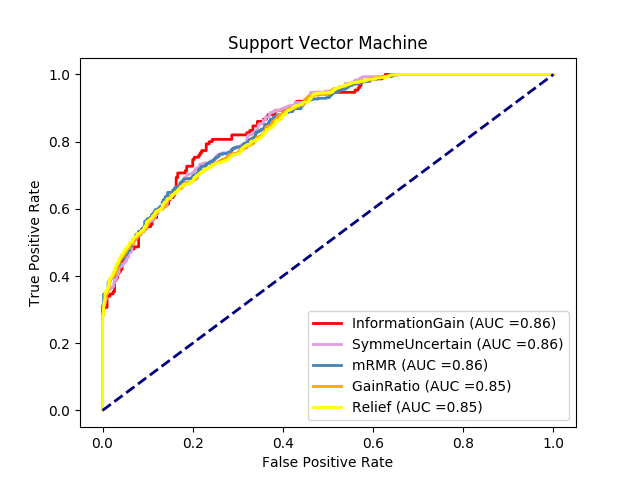 Support Vector Machine
True Positive Rate
1.0
0.8
0.6
0.4
0.2
0.0
InformationGain (AUC =0.86)
SymmeUncertain (AUC =0.86)
mRMR (AUC =0.86)
GainRatio (AUC =0.85)
Relief (AUC =0.85)
0.0 0.2 0.4 0.6 0.8 1.0
False Positive Rate